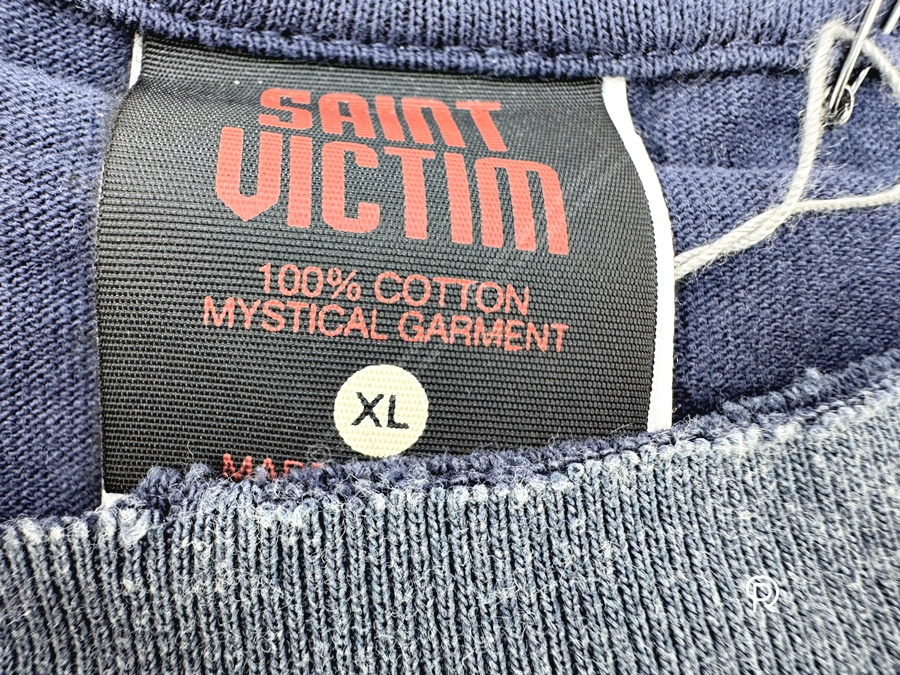 SAINT
VICTIM
100% COTTON
MYSTICAL GARMENT
XL